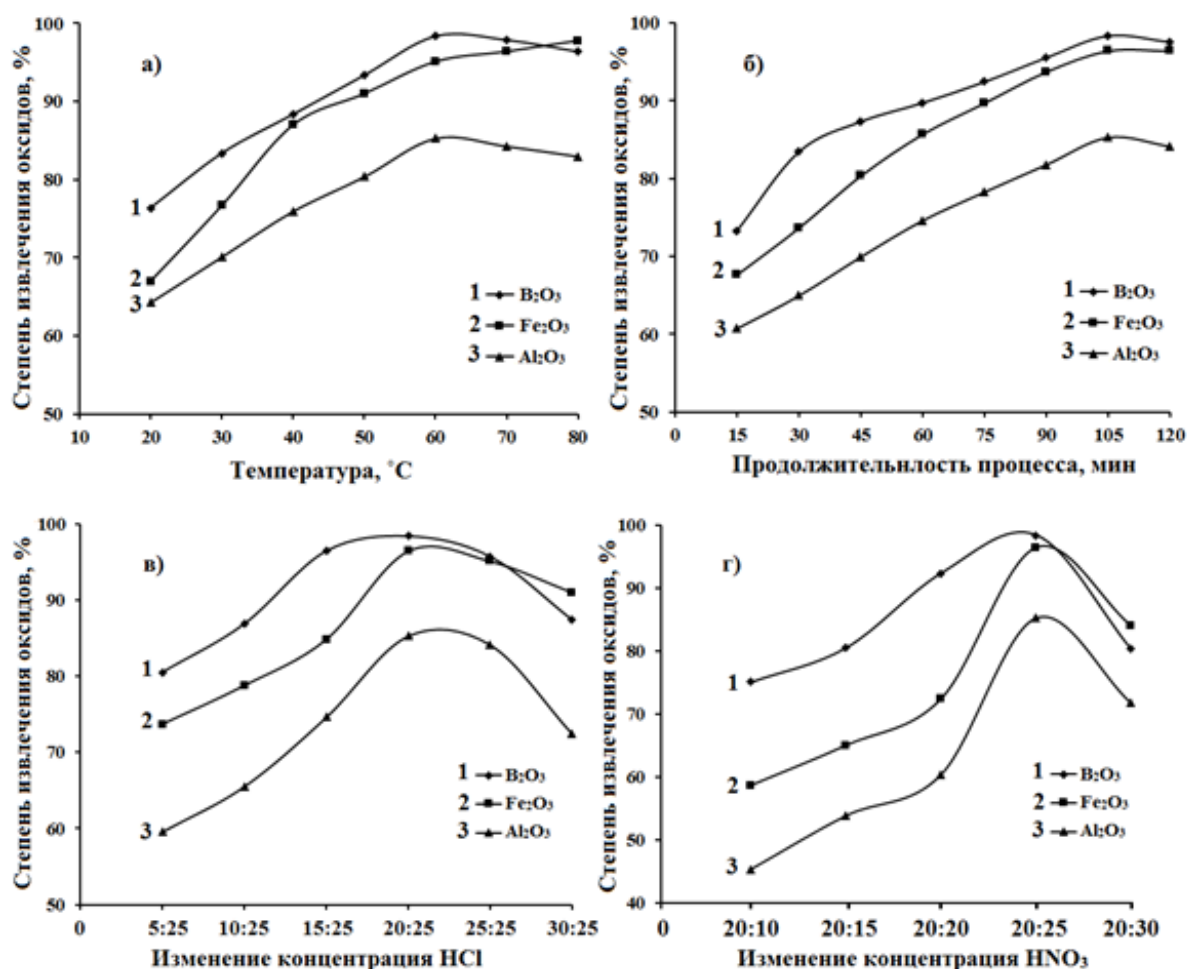 Степень извлечения оксидов, %
100
90
80
70
60
50
а)
1
2
3
1 B₂O₃
2 Fe₂O₃
3 Al₂O₃
10 20 30 40 50 60 70 80
Температура, ˚С
Степень извлечения оксидов, %
100
90
80
70
60
50
б)
1
2
3
1 B₂O₃
2 Fe₂O₃
3 Al₂O₃
0 15 30 45 60 75 90 105 120
Продолжительнлость процесса, мин
Степень извлечения оксидов, %
100
90
80
70
60
50
в)
1
2
3
1 B₂O₃
2 Fe₂O₃
3 Al₂O₃
0 5:25 10:25 15:25 20:25 25:25 30:25
Изменение концентрация HCl
Степень извлечения оксидов, %
100
90
80
70
60
50
40
г)
1
2
3
1 B₂O₃
2 Fe₂O₃
3 Al₂O₃
0 20:10 20:15 20:20 20:25 20:30
Изменение концентрация HNO₃